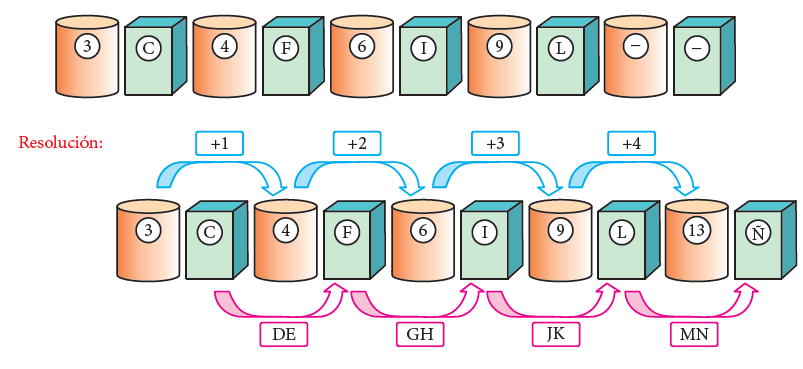 3 C 4 F 6 I 9 L – –
Resolución:
+1 +2 +3 +4
3 C 4 F 6 I 9 L 13 Ñ
DE GH JK MN